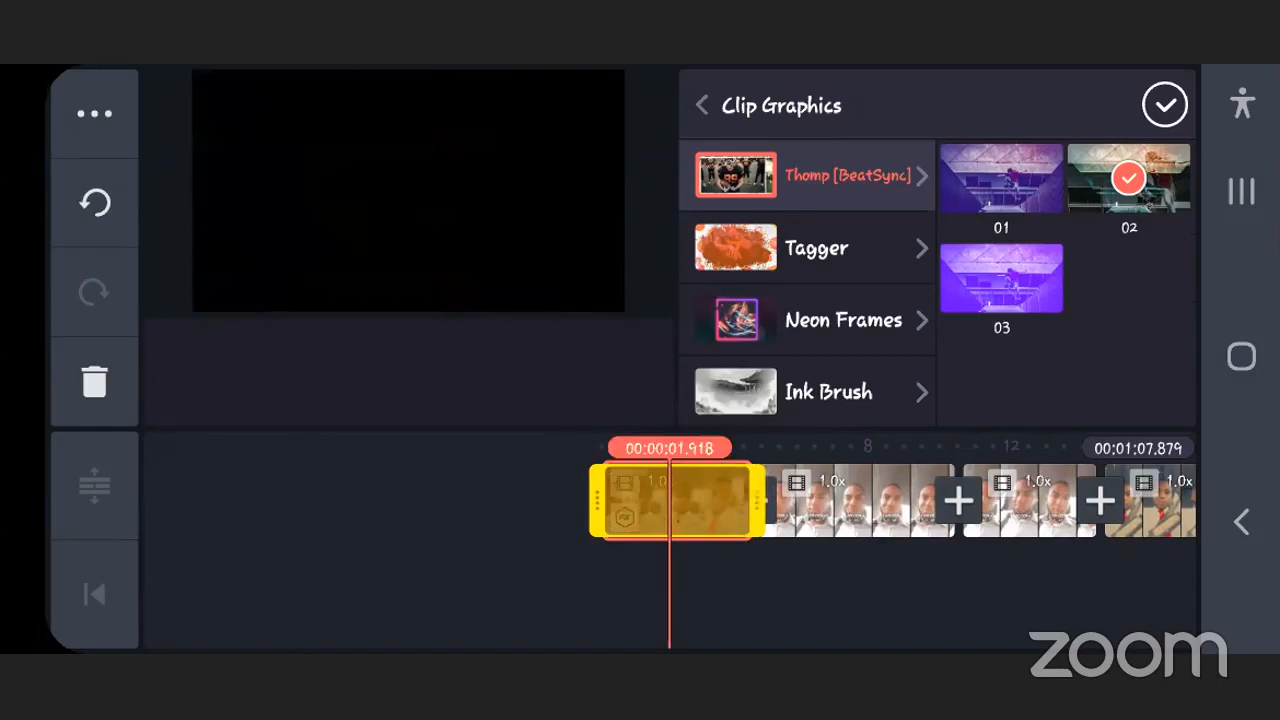 Clip Graphics
Thomp [BeatSync]
Tagger
Neon Frames
Ink Brush
01
02
03
00:00:01.918
8
12
00:01:07.879
1.0x
1.0x
1.0x
zoom